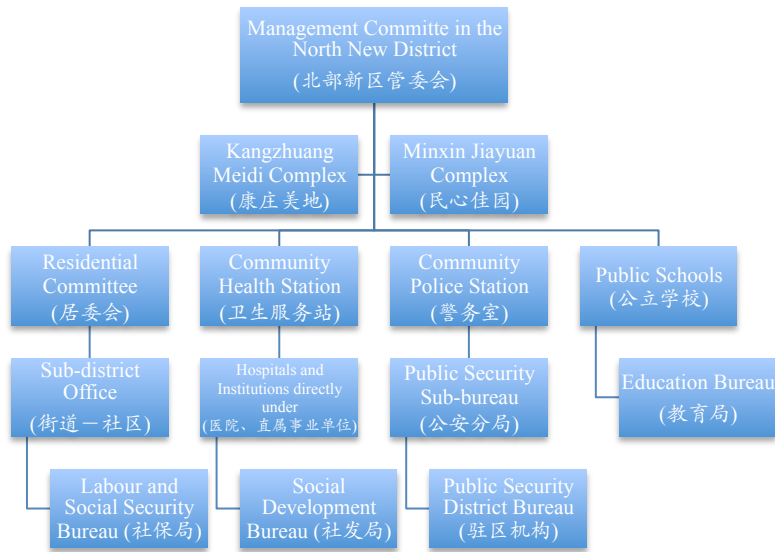 Management Committe in the
North New District
(北部新区管委会)
Kangzhuang
Meidi Complex
(康庄美地)
Minxin Jiayuan
Complex
(民心佳园)
Residential
Committee
(居委会)
Community
Health Station
(卫生服务站)
Community
Police Station
(警务室)
Public Schools
(公立学校)
Sub-district
Office
(街道－社区)
Hospitals and
Institutions directly
under
(医院、直属事业单位)
Public Security
Sub-bureau
(公安分局)
Education Bureau
(教育局)
Labour and
Social Security
Bureau (社保局)
Social
Development
Bureau (社发局)
Public Security
District Bureau
(驻区机构)